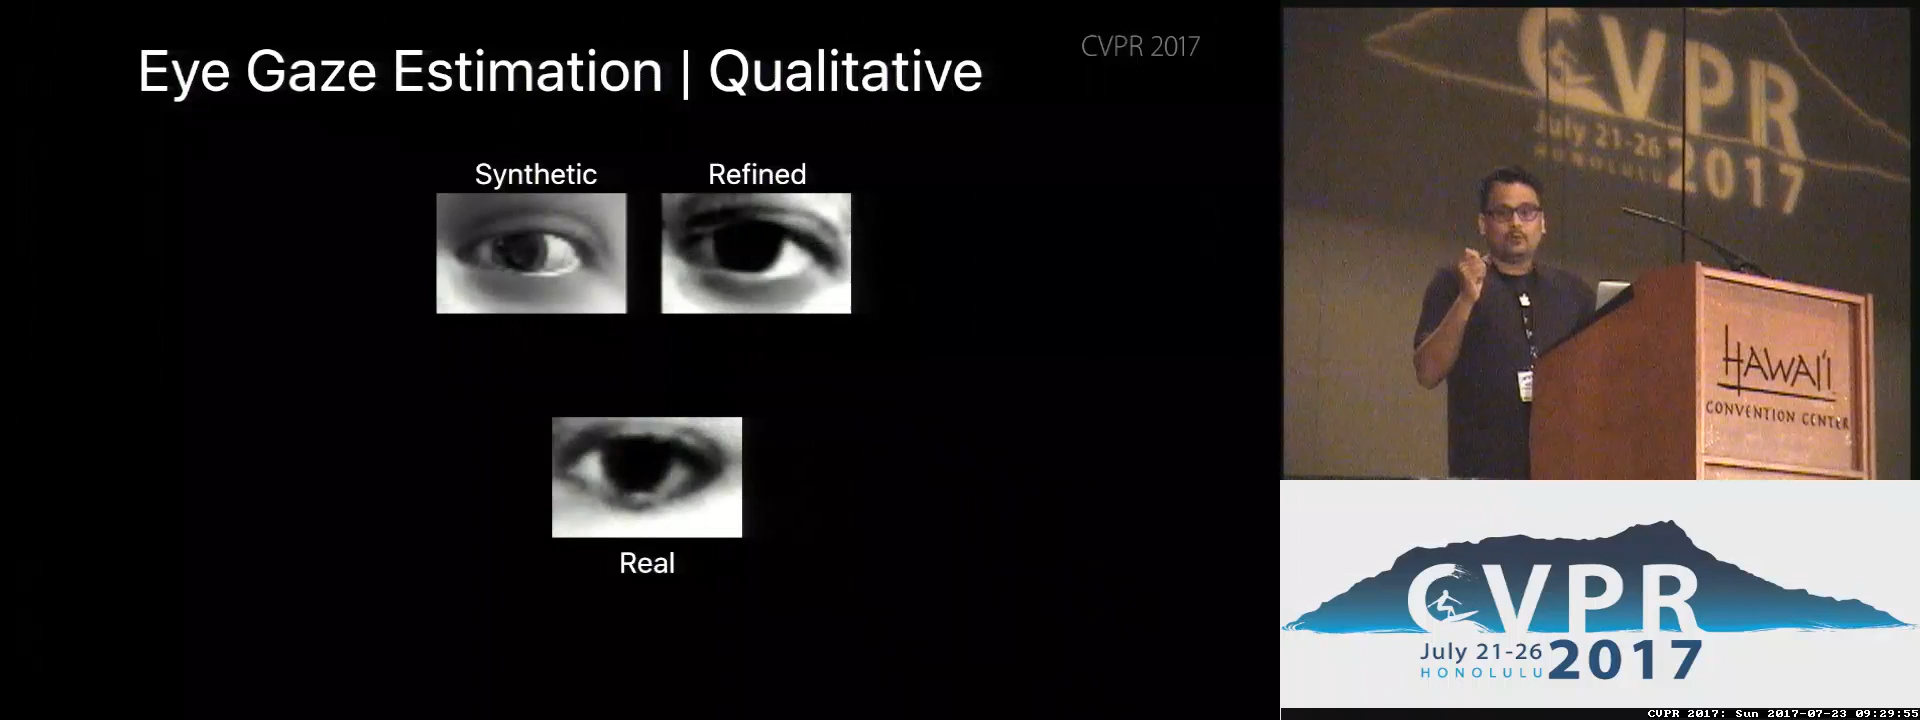 Eye Gaze Estimation | Qualitative
CVPR 2017
Synthetic
Refined
Real
CVPR
July 21-26
HONOLULU
2017
HAWAI'I
CONVENTION CENTER
CVPR
July 21-26
HONOLULU
2017
CVPR 2017: Sun 2017-07-23 09:29:55